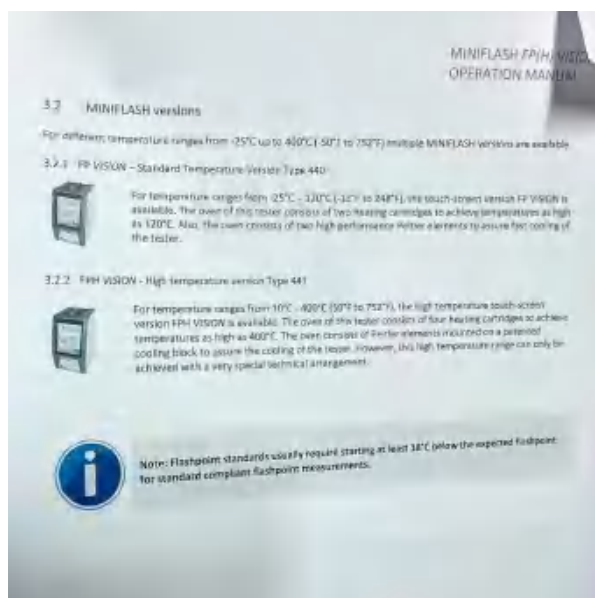 MINIFLASH FP(H) VISIO
OPERATION MANUAL
3.2 MINIFLASH versions
For different temperature ranges from -25°C up to 400°C (-50°F to 752°F) multiple MINIFLASH versions are available.
3.2.1 FP VISION – Standard Temperature Version Type 440
For temperature ranges from -25°C - 120°C to 248°F), the touch-screen version FP VISION is
available. The oven of this tester consists of two heating cartridges to achieve temperatures as high
as 120°C. Also, the oven consists of two high performance Peltier elements to assure fast cooling of
the tester.
3.2.2 FPH VISION - High temperature version Type 441
For temperature ranges from 10°C - 400°C (50°F to 752°F), the high temperature touch-screen
version FPH VISION is available. The oven of this tester consists of four heating cartridges to achieve
temperatures as high as 400°C. The oven consists of Peltier elements mounted on a patented
cooling block to assure the cooling of the tester. However, this high temperature range can only be
achieved with a very special technical arrangement.
Note: Flashpoint standards usually require starting at least 18°C below the expected flashpoint
for standard compliant flashpoint measurements.